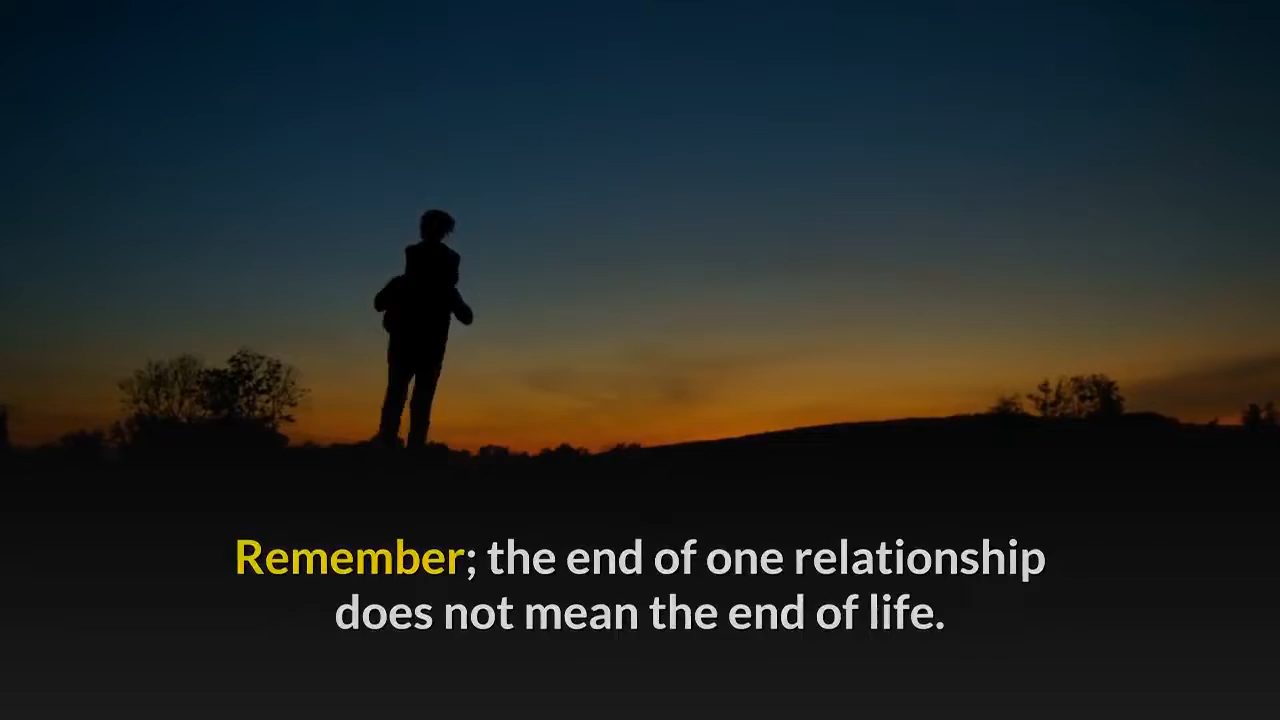 Remember; the end of one relationship
does not mean the end of life.